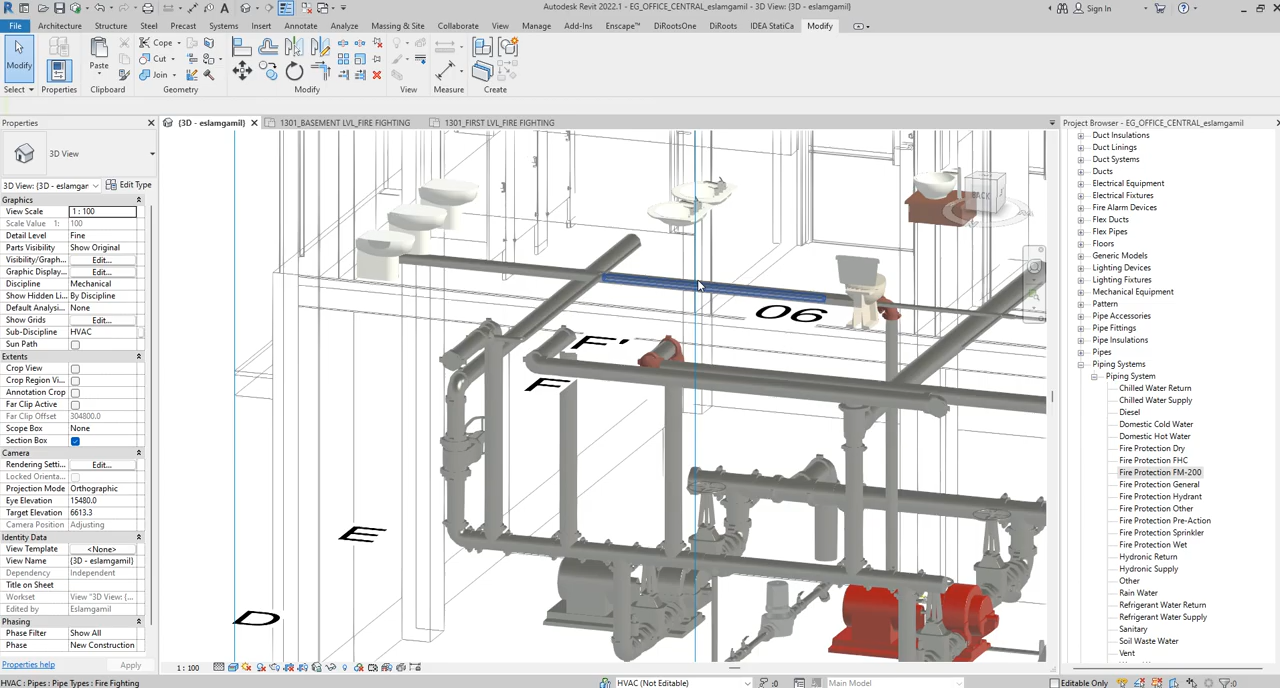 Autodesk Revit 2022.1 - EG_OFFICE_CENTRAL_eslamgamil - 3D View: {3D - eslamgamil}
Sign In
File Architecture Structure Steel Precast Systems Insert Annotate Analyze Massing & Site Collaborate View Manage Add-Ins Enscape™ DiRootsOne DiRoots IDEA StatiCa Modify
Modify
Paste
Cope
Cut
Join
Select Properties Clipboard Geometry Modify View Measure Create
Properties
{3D - eslamgamil}
1301_BASEMENT LVL_FIRE FIGHTING
1301_FIRST LVL_FIRE FIGHTING
Project Browser - EG_OFFICE_CENTRAL_eslamgamil
3D View
3D View: {3D - eslamgar
Edit Type
Graphics
View Scale 1 : 100
Scale Value 1: 100
Detail Level Fine
Parts Visibility Show Original
Visibility/Graph... Edit...
Graphic Display... Edit...
Discipline Mechanical
Show Hidden Li... By Discipline
Default Analysi... None
Show Grids Edit...
Sub-Discipline HVAC
Sun Path
Extents
Crop View
Crop Region Vi...
Annotation Crop
Far Clip Active
Far Clip Offset 304800.0
Scope Box None
Section Box
Camera
Rendering Setti... Edit...
Locked Orienta...
Projection Mode Orthographic
Eye Elevation 15480.0
Target Elevation 6613.3
Camera Position Adjusting
Identity Data
View Template <None>
View Name {3D - eslamgamil}
Dependency Independent
Title on Sheet
Workset View "3D View: {...
Edited by Eslamgamil
Phasing
Phase Filter Show All
Phase New Construction
Properties help
Apply
BACK
06
F'
F
E
D
Duct Insulations
Duct Linings
Duct Systems
Ducts
Electrical Equipment
Electrical Fixtures
Fire Alarm Devices
Flex Ducts
Flex Pipes
Floors
Generic Models
Lighting Devices
Lighting Fixtures
Mechanical Equipment
Pattern
Pipe Accessories
Pipe Fittings
Pipe Insulations
Pipes
Piping Systems
Piping System
Chilled Water Return
Chilled Water Supply
Diesel
Domestic Cold Water
Domestic Hot Water
Fire Protection Dry
Fire Protection FHC
Fire Protection FM-200
Fire Protection General
Fire Protection Hydrant
Fire Protection Other
Fire Protection Pre-Action
Fire Protection Sprinkler
Fire Protection Wet
Hydronic Return
Hydronic Supply
Other
Rain Water
Refrigerant Water Return
Refrigerant Water Supply
Sanitary
Soil Waste Water
Vent
1 : 100
HVAC : Pipes : Pipe Types : Fire Fighting
HVAC (Not Editable)
:0
Main Model
Editable Only
:0